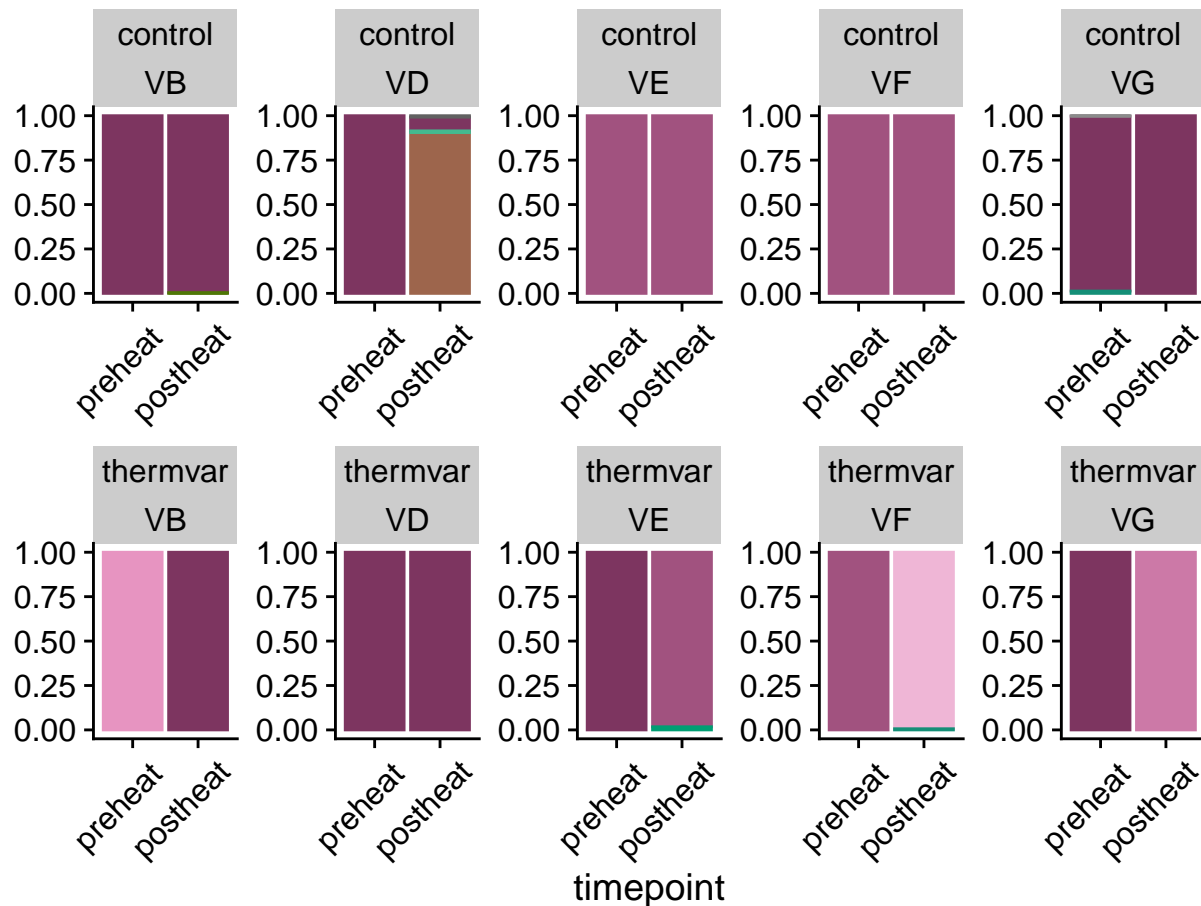 control control control control control
VB VD VE VF VG
1.00 1.00 1.00 1.00 1.00
0.75 0.75 0.75 0.75 0.75
0.50 0.50 0.50 0.50 0.50
0.25 0.25 0.25 0.25 0.25
0.00 0.00 0.00 0.00 0.00
preheat postheat preheat postheat preheat postheat preheat postheat preheat postheat
thermvar thermvar thermvar thermvar thermvar
VB VD VE VF VG
1.00 1.00 1.00 1.00 1.00
0.75 0.75 0.75 0.75 0.75
0.50 0.50 0.50 0.50 0.50
0.25 0.25 0.25 0.25 0.25
0.00 0.00 0.00 0.00 0.00
preheat postheat preheat postheat preheat postheat preheat postheat preheat postheat
timepoint